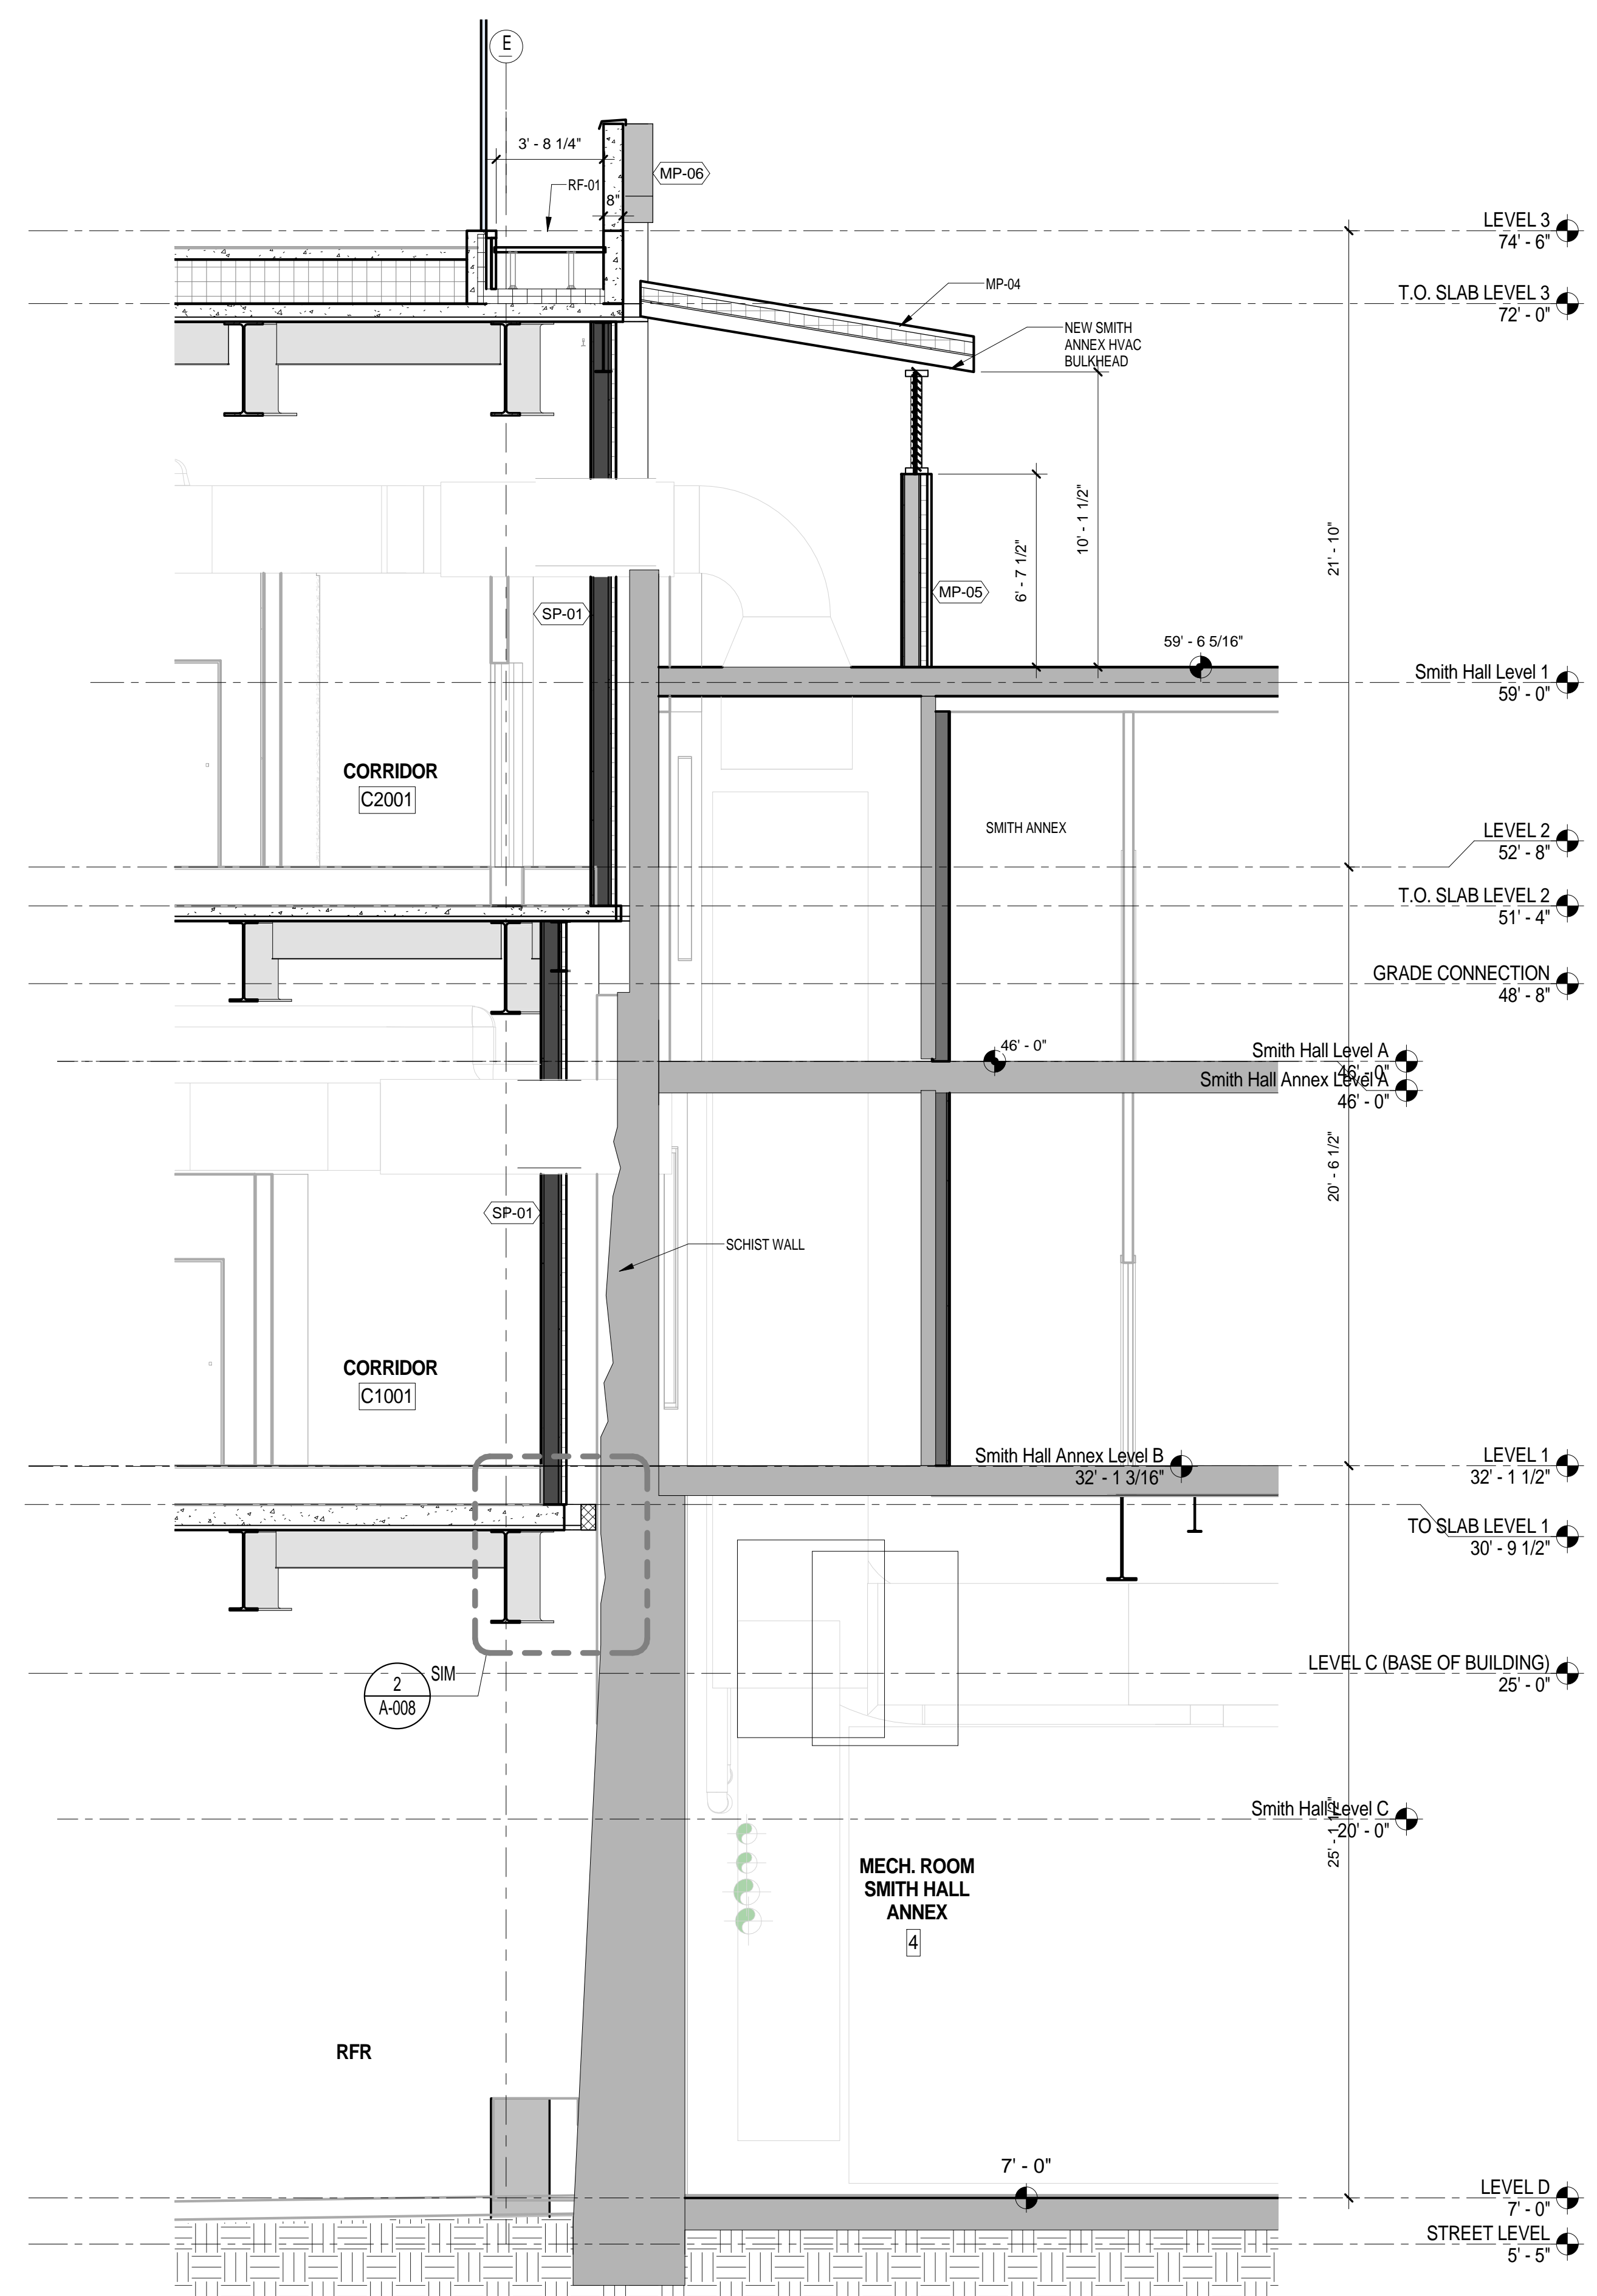 E
3' - 8 1/4"
MP-06
RF-01
8"
LEVEL 3
74' - 6"
MP-04
T.O. SLAB LEVEL 3
72' - 0"
NEW SMITH
ANNEX HVAC
BULKHEAD
10' - 1 1/2"
6' - 7 1/2"
21' - 10"
MP-05
SP-01
59' - 6 5/16"
Smith Hall Level 1
59' - 0"
CORRIDOR
C2001
SMITH ANNEX
LEVEL 2
52' - 8"
T.O. SLAB LEVEL 2
51' - 4"
GRADE CONNECTION
48' - 8"
46' - 0"
Smith Hall Level A
46' - 0"
Smith Hall Annex Level A
46' - 0"
20' - 6 1/2"
SP-01
SCHIST WALL
CORRIDOR
C1001
Smith Hall Annex Level B
32' - 1 3/16"
LEVEL 1
32' - 1 1/2"
TO SLAB LEVEL 1
30' - 9 1/2"
LEVEL C (BASE OF BUILDING)
25' - 0"
2
SIM
A-008
Smith Hall Level C
20' - 0"
25' - 1 1/2"
MECH. ROOM
SMITH HALL
ANNEX
4
RFR
7' - 0"
LEVEL D
7' - 0"
STREET LEVEL
5' - 5"